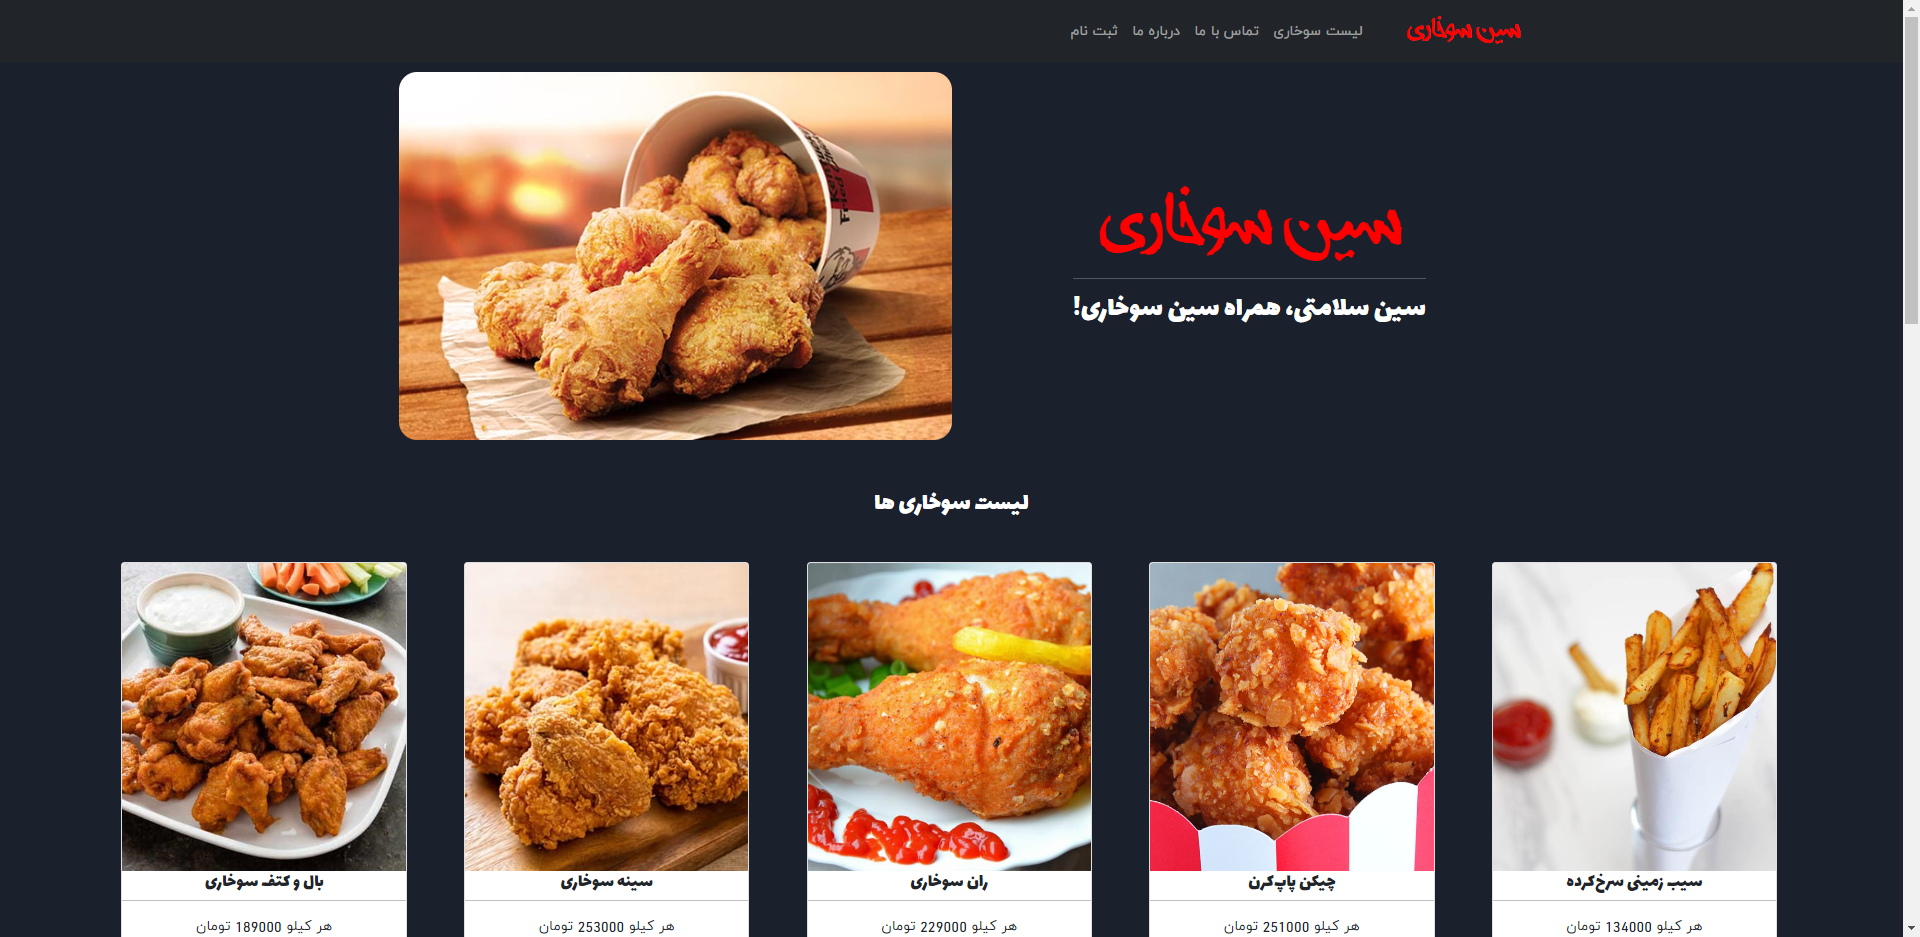 سین سوخاری
لیست سوخاری
تماس با ما
درباره ما
ثبت نام
سین سوخاری
سین سلامتی، همراه سین سوخاری!
لیست سوخاری ها
سیب زمینی سرخ‌کرده
هر کیلو 134000 تومان
چیکن پاپ‌کرن
هر کیلو 251000 تومان
ران سوخاری
هر کیلو 229000 تومان
سینه سوخاری
هر کیلو 253000 تومان
بال و کتف سوخاری
هر کیلو 189000 تومان